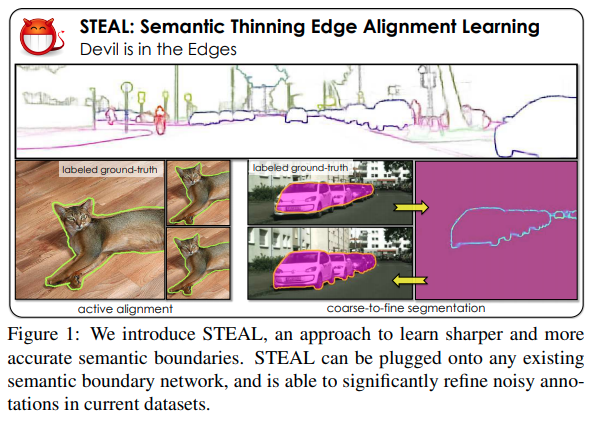 STEAL: Semantic Thinning Edge Alignment Learning
Devil is in the Edges
labeled ground-truth
labeled ground-truth
active alignment
coarse-to-fine segmentation
Figure 1: We introduce STEAL, an approach to learn sharper and more
accurate semantic boundaries. STEAL can be plugged onto any existing
semantic boundary network, and is able to significantly refine noisy anno-
tations in current datasets.